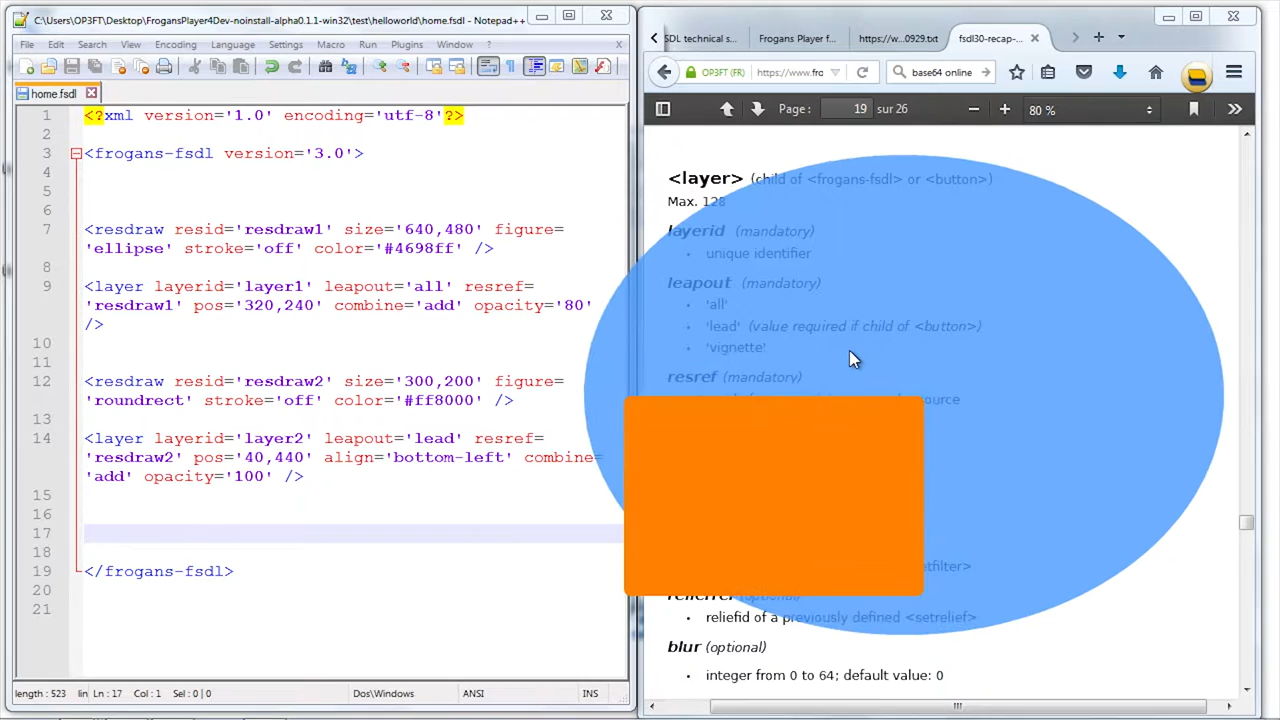 C:\Users\OP3FT\Desktop\FrogansPlayer4Dev-noinstall-alpha0.1.1-win32\test\helloworld\home.fsdl - Notepad++
File Edit Search View Encoding Language Settings Macro Run Plugins Window ? X
home fsdl
1 <?xml version='1.0' encoding='utf-8'?>
2
3 <frogans-fsdl version='3.0'>
4
5
6
7 <resdraw resid='resdraw1' size='640,480' figure=
'ellipse' stroke='off' color='#4698ff' />
8
9 <layer layerid='layer1' leapout='all' resref=
'resdraw1' pos='320,240' combine='add' opacity='80'
/>
10
11
12 <resdraw resid='resdraw2' size='300,200' figure=
'roundrect' stroke='off' color='#ff8000' />
13
14 <layer layerid='layer2' leapout='lead' resref=
'resdraw2' pos='40,440' align='bottom-left' combine=
'add' opacity='100' />
15
16
17
18
19 </frogans-fsdl>
20
21
length : 523 lin Ln : 17 Col : 1 Sel : 0 | 0 Dos\Windows ANSI INS
SDL technical s... Frogans Player f... https://w...0929.txt fsdl30-recap-...
OP3FT (FR) https://www.fro base64 online
Page : 19 sur 26 80 %
<layer> (child of <frogans-fsdl> or <button>)
Max. 128
layerid (mandatory)
• unique identifier
leapout (mandatory)
• 'all'
• 'lead' (value required if child of <button>)
• 'vignette'
resref (mandatory)
ource
etfilter>
(optional)
• reliefid of a previously defined <setrelief>
blur (optional)
• integer from 0 to 64; default value: 0